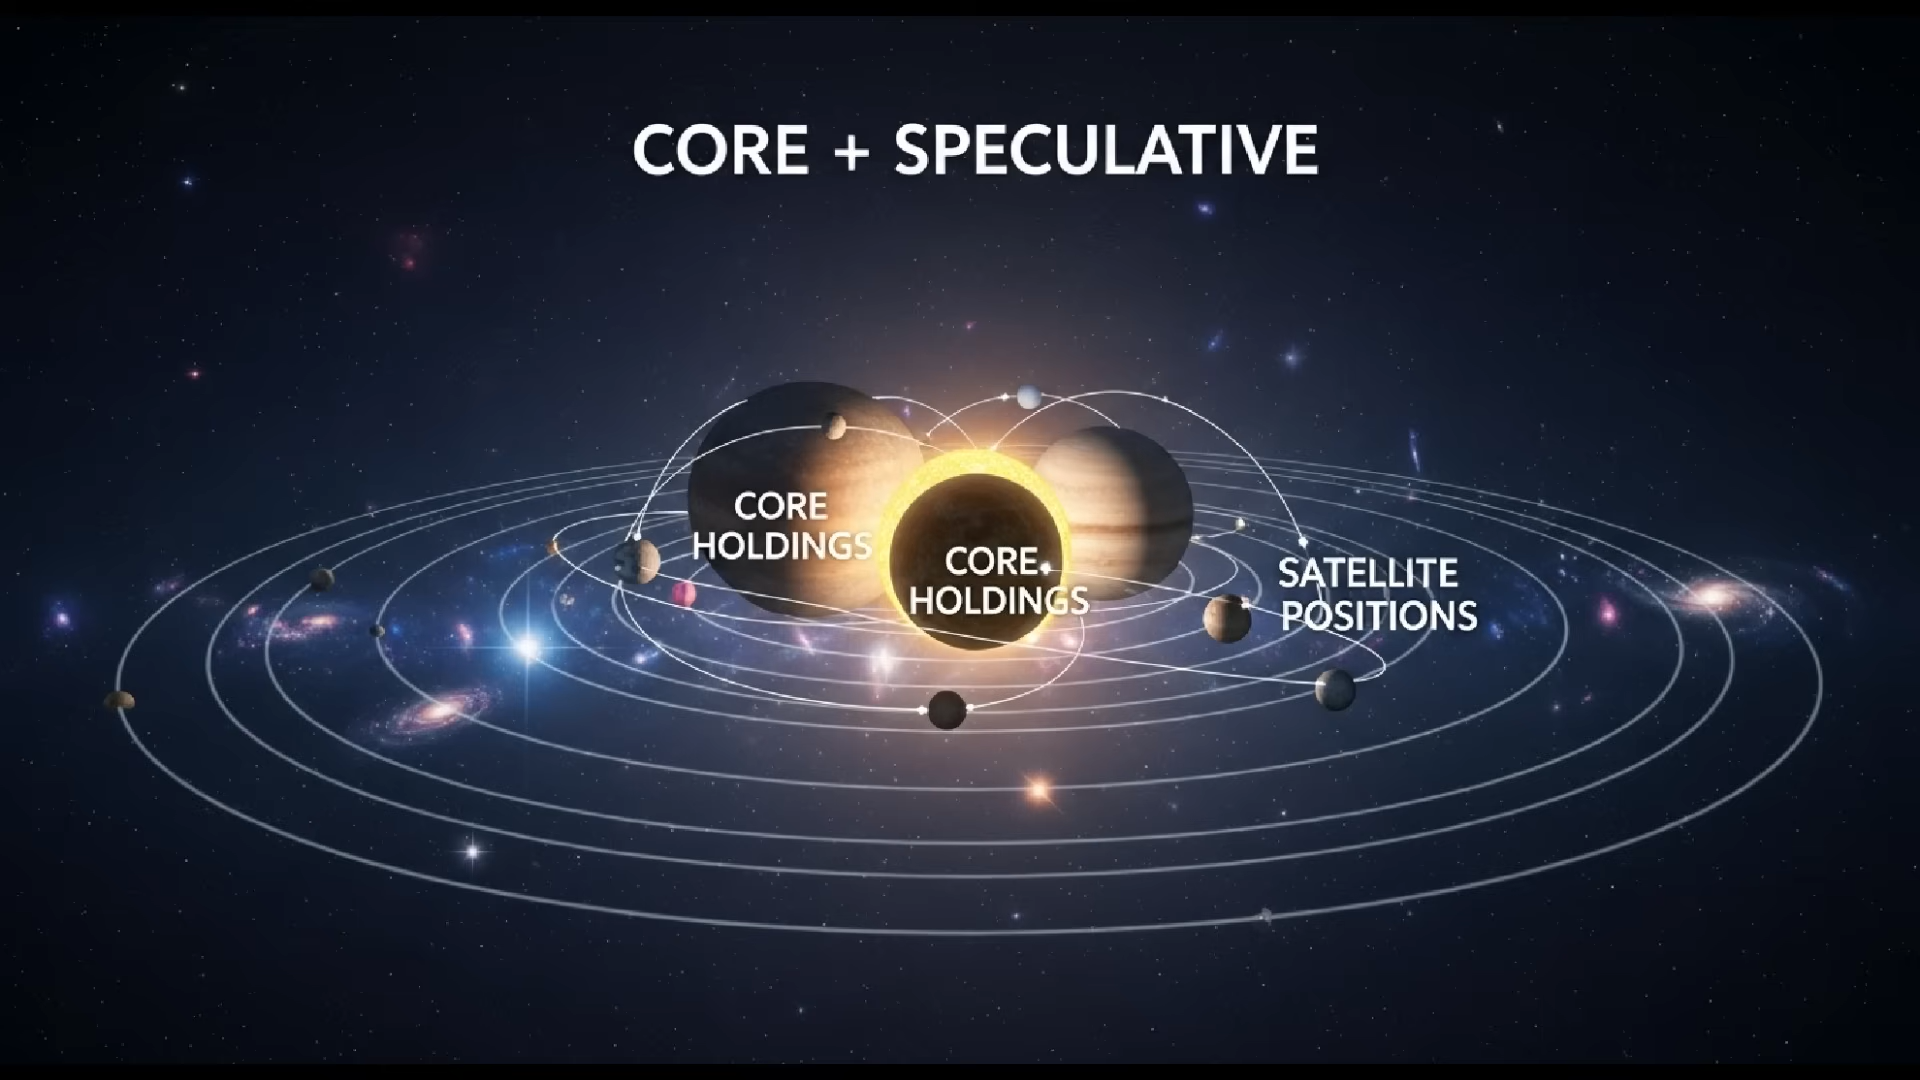 CORE + SPECULATIVE
CORE
HOLDINGS
CORE
HOLDINGS
SATELLITE
POSITIONS